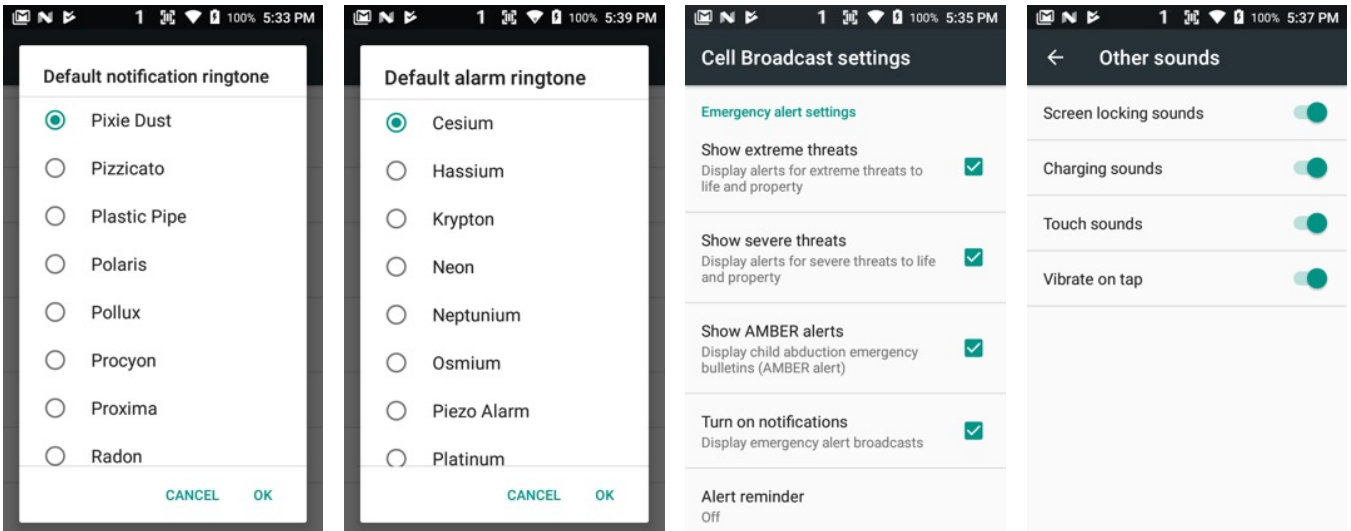 1 100% 5:33 PM
Default notification ringtone
Pixie Dust
Pizzicato
Plastic Pipe
Polaris
Pollux
Procyon
Proxima
Radon
CANCEL OK
1 100% 5:39 PM
Default alarm ringtone
Cesium
Hassium
Krypton
Neon
Neptunium
Osmium
Piezo Alarm
Platinum
CANCEL OK
1 100% 5:35 PM
Cell Broadcast settings
Emergency alert settings
Show extreme threats
Display alerts for extreme threats to
life and property
Show severe threats
Display alerts for severe threats to life
and property
Show AMBER alerts
Display child abduction emergency
bulletins (AMBER alert)
Turn on notifications
Display emergency alert broadcasts
Alert reminder
Off
1 100% 5:37 PM
Other sounds
Screen locking sounds
Charging sounds
Touch sounds
Vibrate on tap